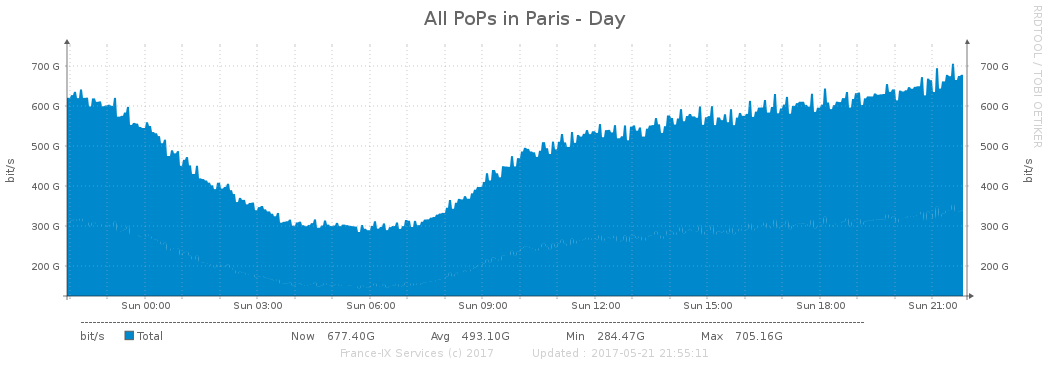 All PoPs in Paris - Day
RRDTOOL / TOBI OETIKER
700 G 700 G
600 G 600 G
500 G 500 G
400 G 400 G
300 G 300 G
200 G 200 G
bit/s
bit/s
Sun 00:00 Sun 03:00 Sun 06:00 Sun 09:00 Sun 12:00 Sun 15:00 Sun 18:00 Sun 21:00
bit/s Total Now 677.40G Avg 493.10G Min 284.47G Max 705.16G
France-IX Services (c) 2017 Updated : 2017-05-21 21:55:11